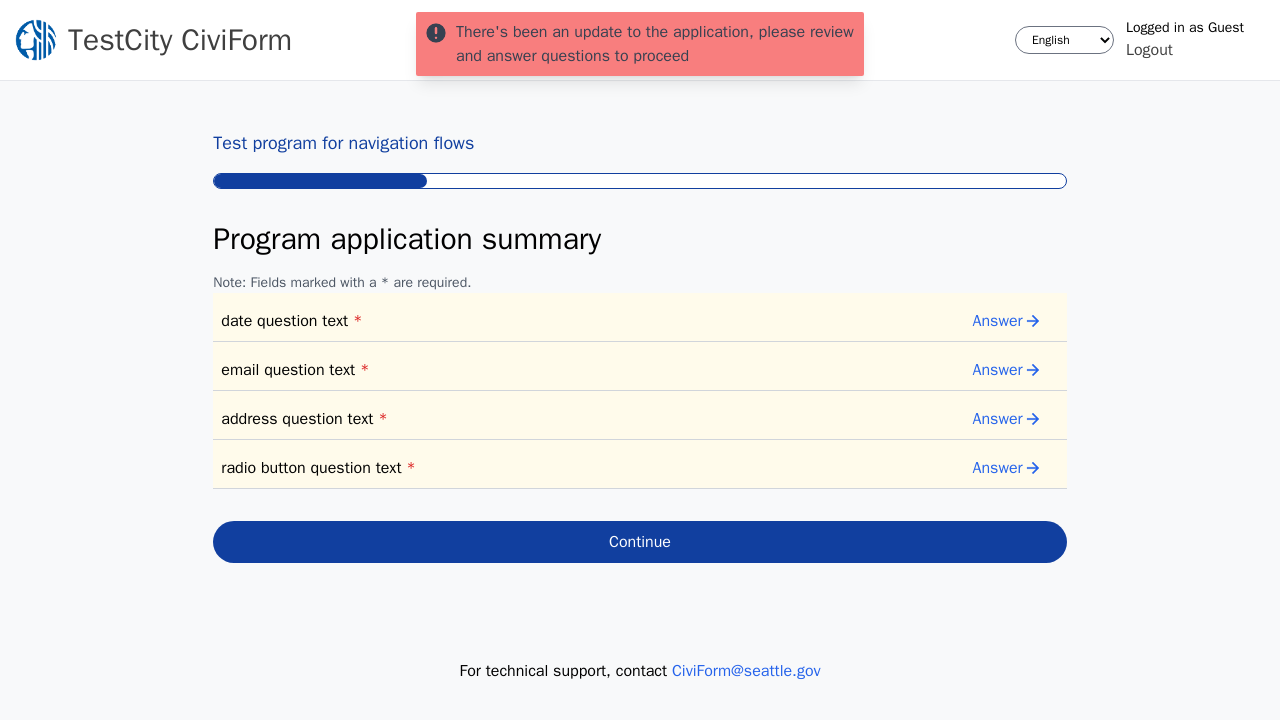 TestCity CiviForm
There's been an update to the application, please review
and answer questions to proceed
English
Logged in as Guest
Logout
Test program for navigation flows
Program application summary
Note: Fields marked with a * are required.
date question text * Answer
email question text * Answer
address question text * Answer
radio button question text * Answer
Continue
For technical support, contact CiviForm@seattle.gov